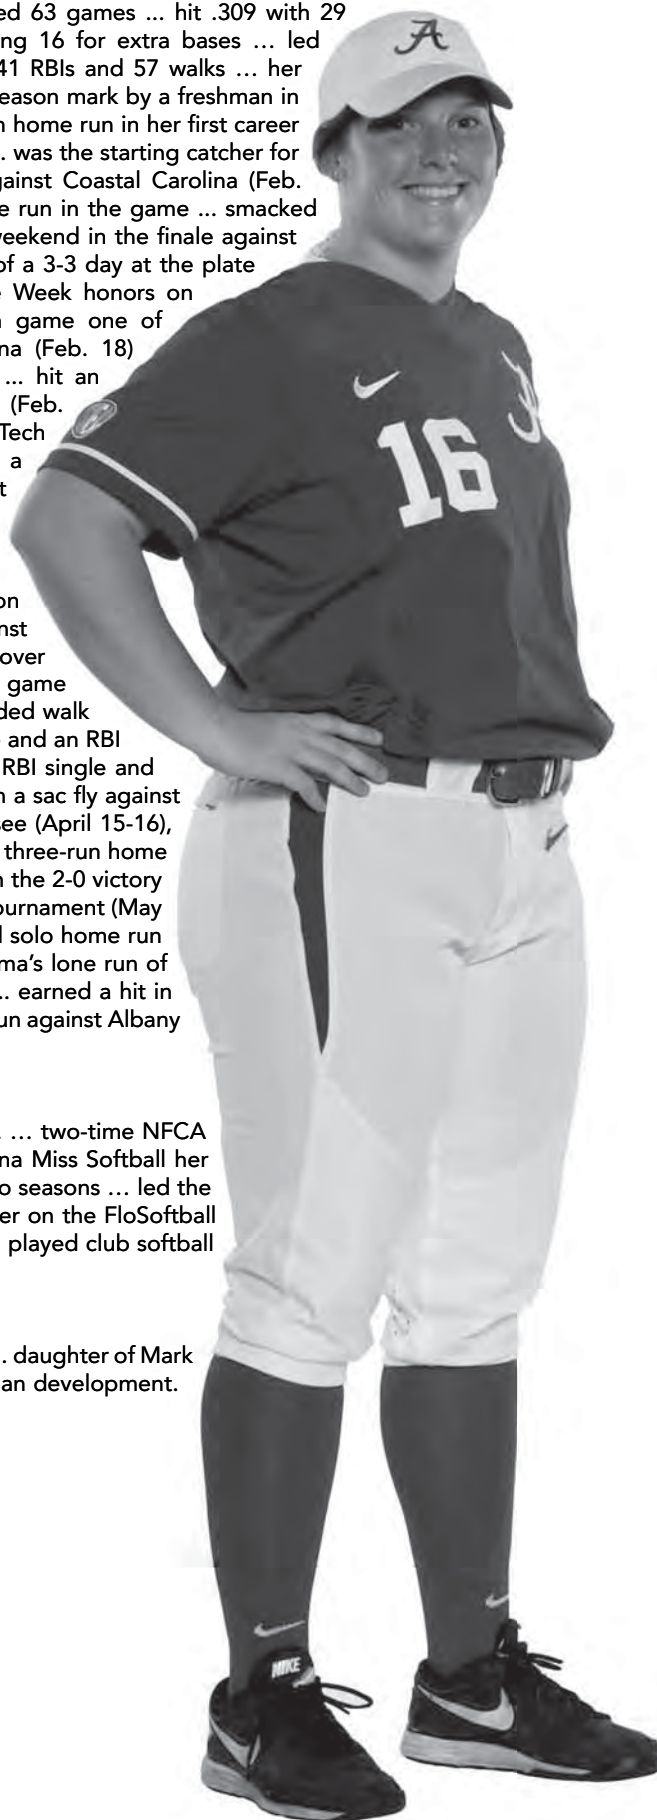 ed 63 games ... hit .309 with 29
ng 16 for extra bases … led
41 RBIs and 57 walks … her
eason mark by a freshman in
n home run in her first career
. was the starting catcher for
gainst Coastal Carolina (Feb.
e run in the game ... smacked
weekend in the finale against
of a 3-3 day at the plate
e Week honors on
n game one of
na (Feb. 18)
... hit an
(Feb.
Tech
a
t
on
nst
over
game
ded walk
and an RBI
RBI single and
n a sac fly against
see (April 15-16),
three-run home
n the 2-0 victory
ournament (May
d solo home run
ma’s lone run of
.. earned a hit in
un against Albany
. … two-time NFCA
na Miss Softball her
o seasons … led the
er on the FloSoftball
played club softball
. daughter of Mark
an development.
A
A
16
NIKE